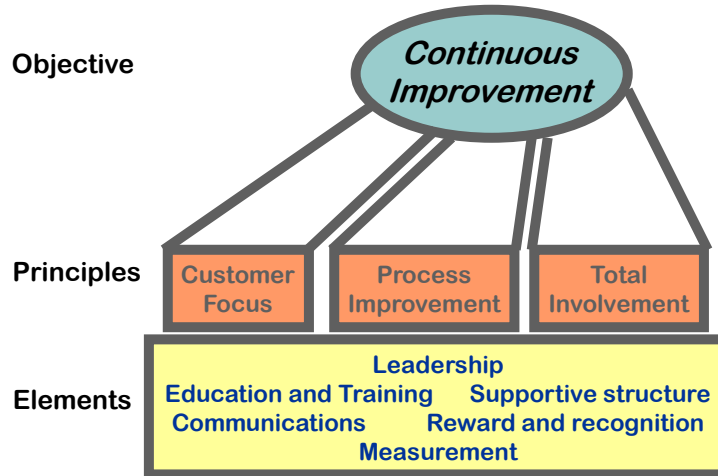 Objective
Continuous
Improvement
Principles
Customer
Focus
Process
Improvement
Total
Involvement
Elements
Leadership
Education and Training Supportive structure
Communications Reward and recognition
Measurement